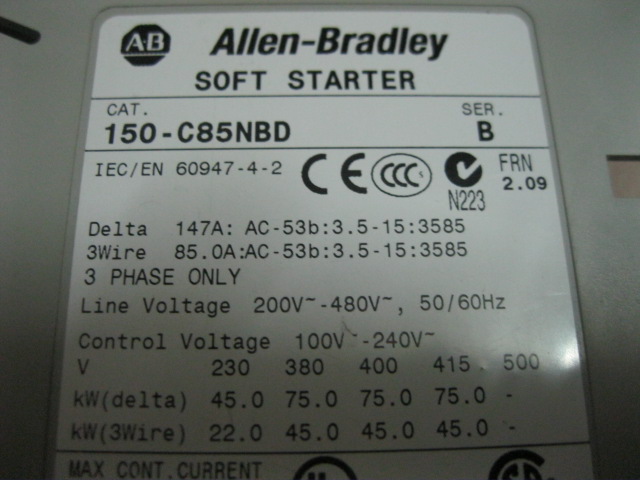 A·B Allen-Bradley
SOFT STARTER
CAT. SER.
150-C85NBD B
IEC/EN 60947-4-2 CE CCC N223 FRN 2.09
Delta 147A: AC-53b:3.5-15:3585
3Wire 85.0A:AC-53b:3.5-15:3585
3 PHASE ONLY
Line Voltage 200V~-480V~, 50/60Hz
Control Voltage 100V~-240V~
V 230 380 400 415 500
kW(delta) 45.0 75.0 75.0 75.0 -
kW(3Wire) 22.0 45.0 45.0 45.0 -
MAX CONT.CURRENT